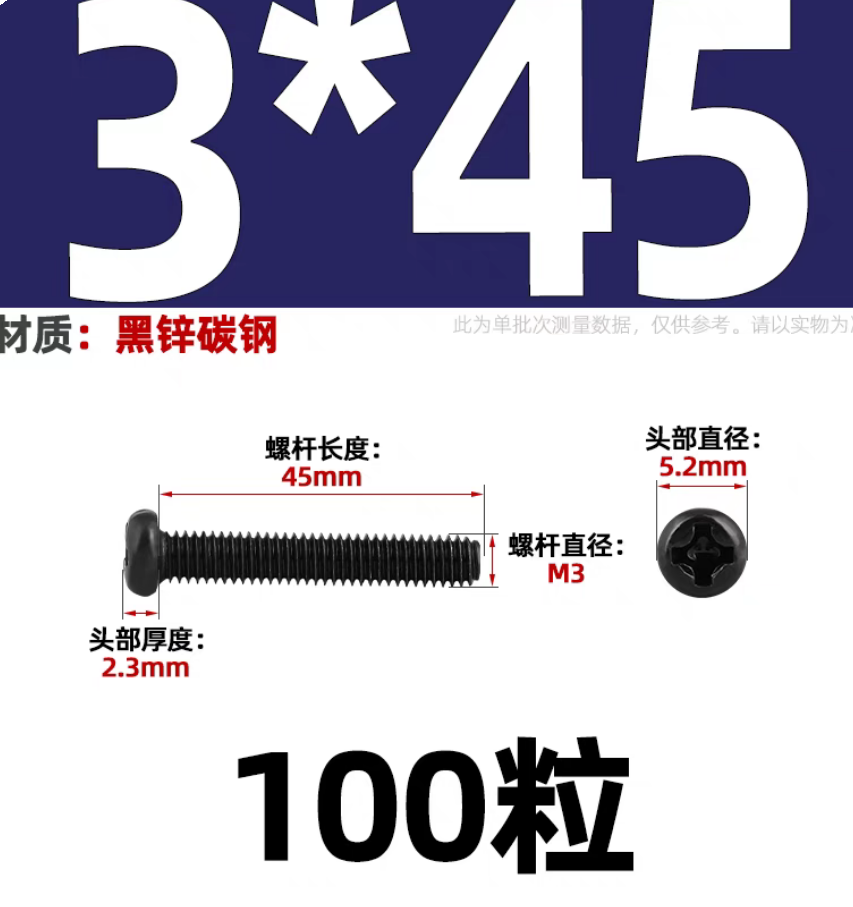 3*45
材质：黑锌碳钢
此为单批次测量数据，仅供参考。请以实物为
螺杆长度：
45mm
头部直径：
5.2mm
螺杆直径：
M3
头部厚度：
2.3mm
100粒